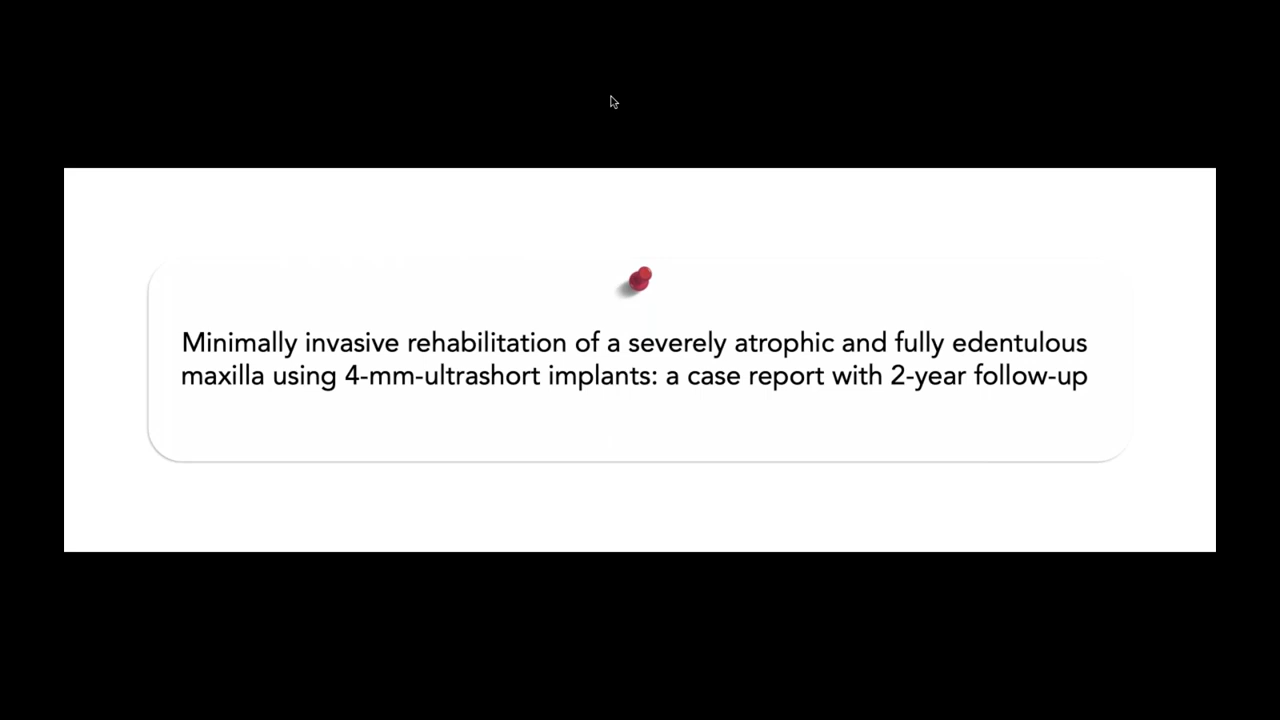 Minimally invasive rehabilitation of a severely atrophic and fully edentulous
maxilla using 4-mm-ultrashort implants: a case report with 2-year follow-up